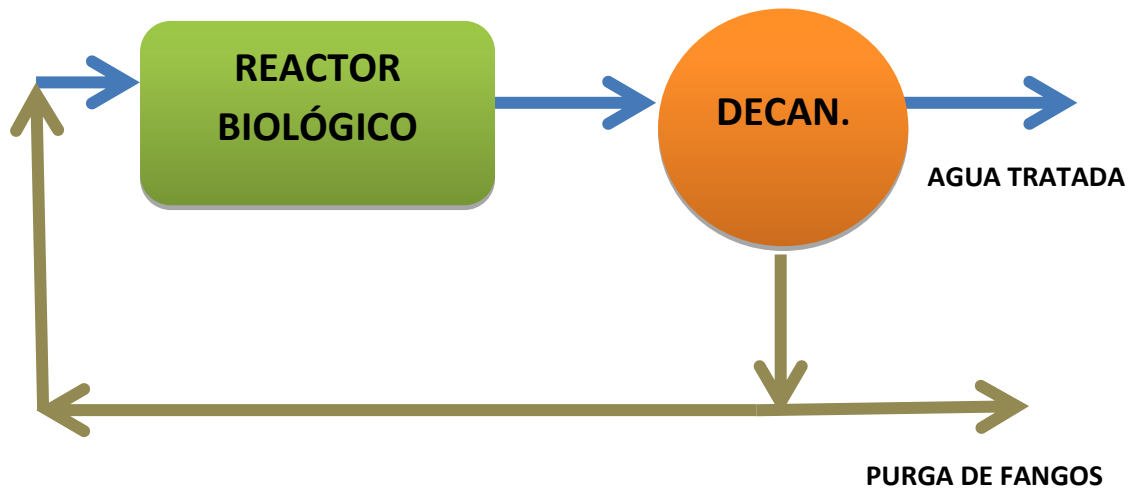 REACTOR
BIOLÓGICO
DECAN.
AGUA TRATADA
PURGA DE FANGOS